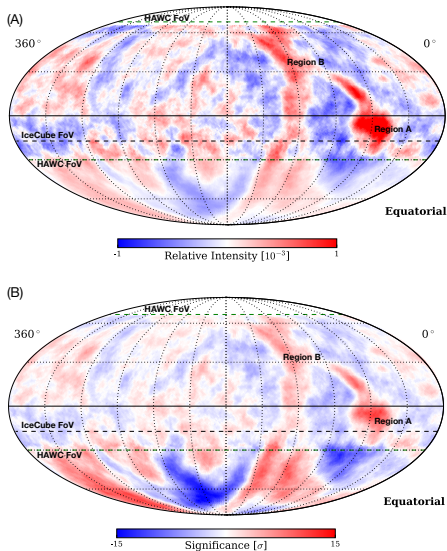 (A)
HAWC FoV
360°
0°
Region B
Region A
IceCube FoV
HAWC FoV
Equatorial
-1
1
Relative Intensity [10⁻³]
(B)
HAWC FoV
360°
0°
Region B
Region A
IceCube FoV
HAWC FoV
Equatorial
-15
15
Significance [σ]